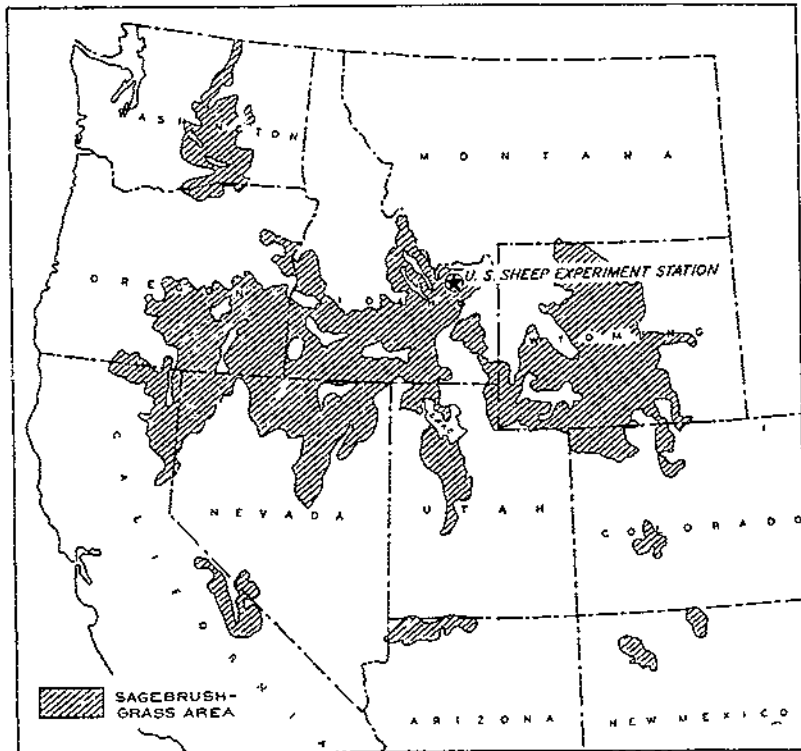 WASHINGTON
MONTANA
OREGON
IDAHO
U. S. SHEEP EXPERIMENT STATION
WYOMING
CALIFORNIA
NEVADA
UTAH
COLORADO
SAGEBRUSH-
GRASS AREA
ARIZONA
NEW MEXICO